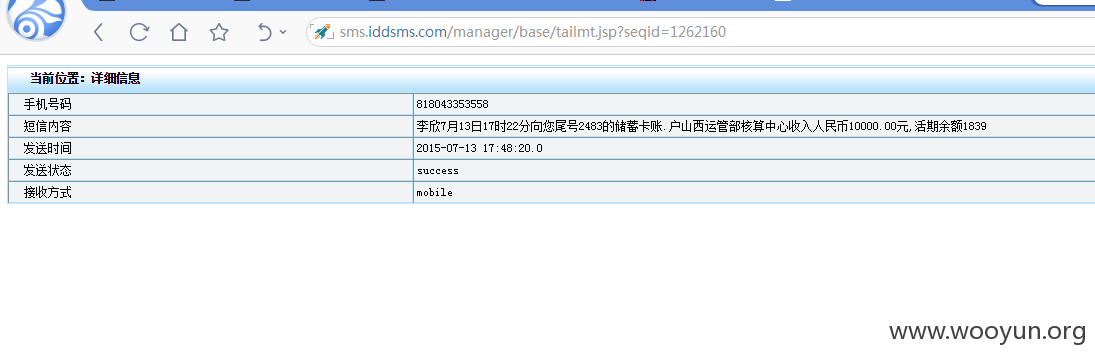 sms.iddsms.com/manager/base/tailmt.jsp?seqid=1262160
当前位置：详细信息
手机号码 818043353558
短信内容 李欣7月13日17时22分向您尾号2483的储蓄卡账.户山西运管部核算中心收入人民币10000.00元,活期余额1839
发送时间 2015-07-13 17:48:20.0
发送状态 success
接收方式 mobile
www.wooyun.org